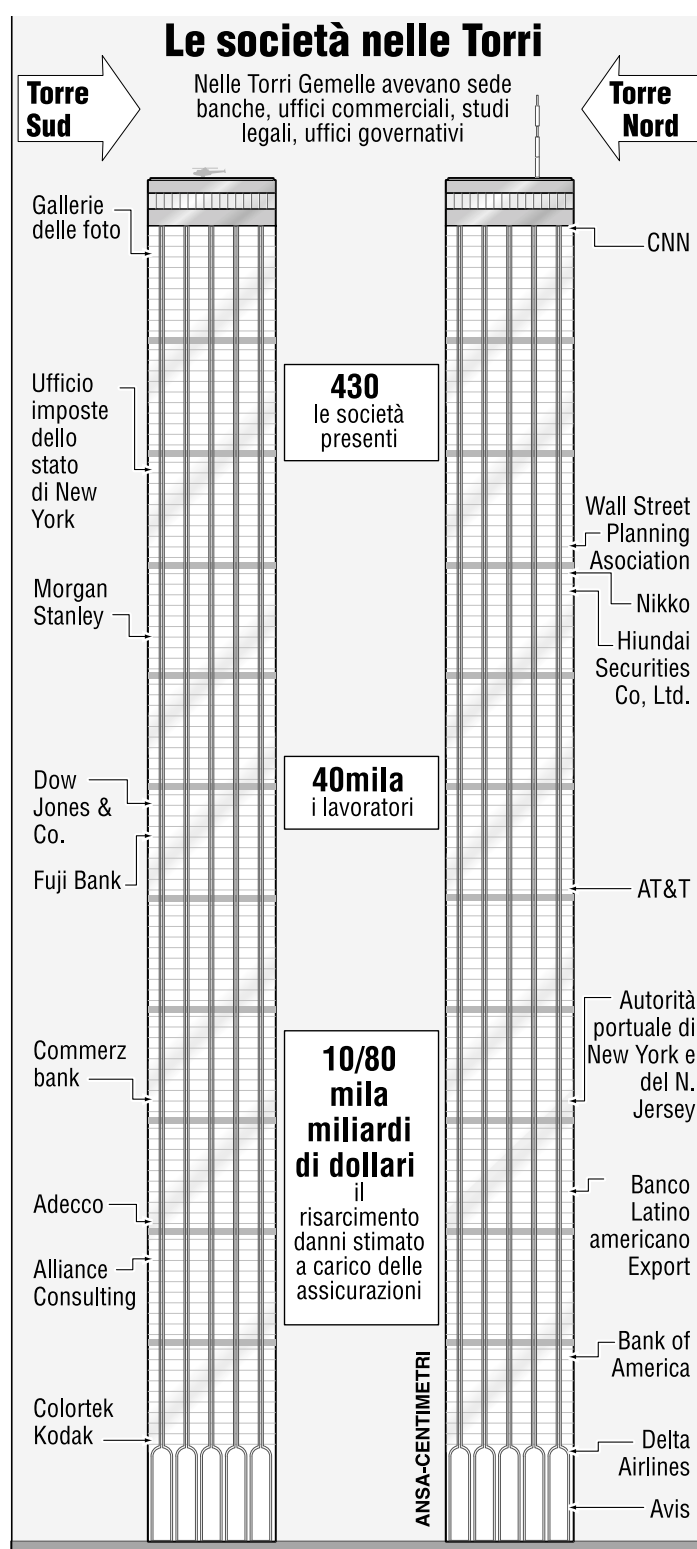 Le società nelle Torri
Nelle Torri Gemelle avevano sede
banche, uffici commerciali, studi
legali, uffici governativi
Torre
Sud
Torre
Nord
Gallerie
delle foto
Ufficio
imposte
dello
stato
di New
York
Morgan
Stanley
Dow
Jones &
Co.
Fuji Bank
Commerz
bank
Adecco
Alliance
Consulting
Colortek
Kodak
430
le società
presenti
40mila
i lavoratori
10/80
mila
miliardi
di dollari
il
risarcimento
danni stimato
a carico delle
assicurazioni
ANSA-CENTIMETRI
CNN
Wall Street
Planning
Asociation
Nikko
Hiundai
Securities
Co, Ltd.
AT&T
Autorità
portuale di
New York e
del N.
Jersey
Banco
Latino
americano
Export
Bank of
America
Delta
Airlines
Avis